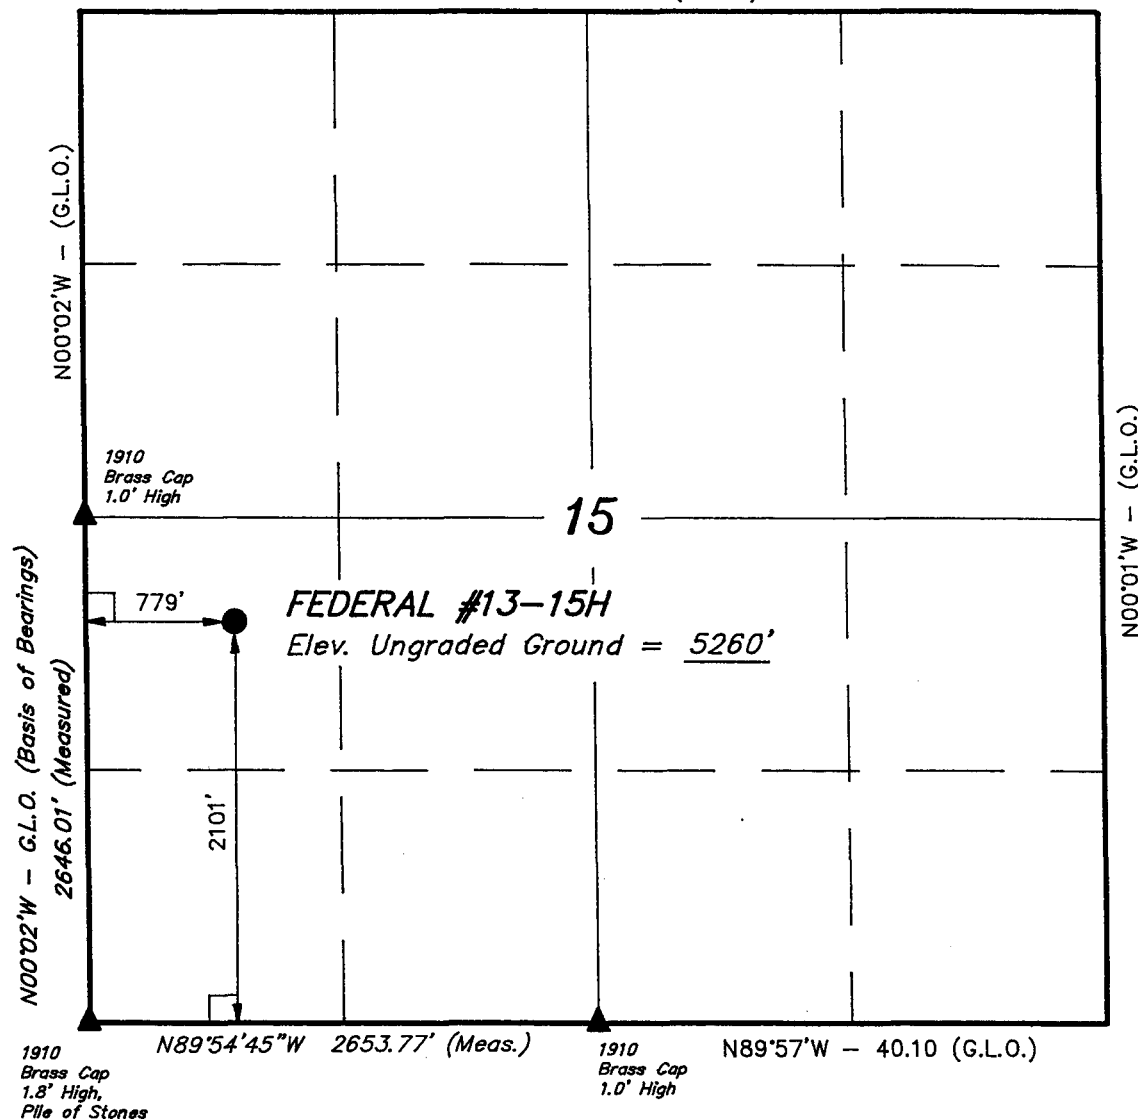 N00°02'W – (G.L.O.)
1910
Brass Cap
1.0' High
15
N00°01'W – (G.L.O.)
779'
FEDERAL #13–15H
Elev. Ungraded Ground = 5260'
N00°02'W – G.L.O. (Basis of Bearings)
2646.01' (Measured)
2101'
N89°54'45"W 2653.77' (Meas.)
N89°57'W – 40.10 (G.L.O.)
1910
Brass Cap
1.8' High,
Pile of Stones
1910
Brass Cap
1.0' High